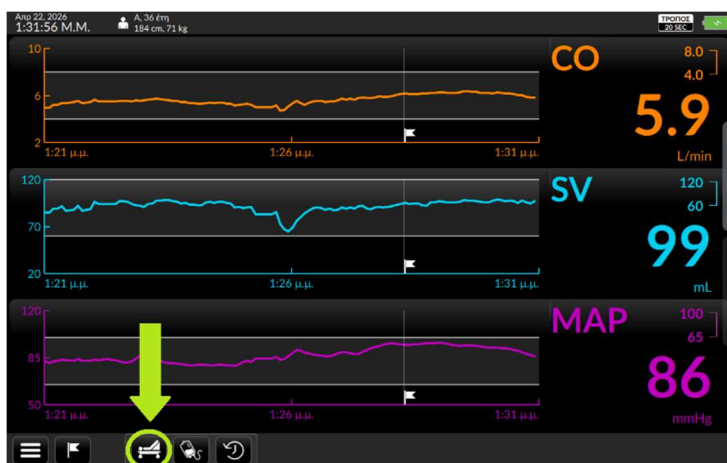 Απρ 22, 2026
1:31:56 Μ.Μ.
Α, 36 έτη
184 cm, 71 kg
ΤΡΟΠΟΣ
20 SEC
10
6
2
1:21 μ.μ.
1:26 μ.μ.
1:31 μ.μ.
CO
8.0
4.0
5.9
L/min
120
70
20
1:21 μ.μ.
1:26 μ.μ.
1:31 μ.μ.
SV
120
60
99
mL
120
85
50
1:21 μ.μ.
1:26 μ.μ.
1:31 μ.μ.
MAP
100
65
86
mmHg